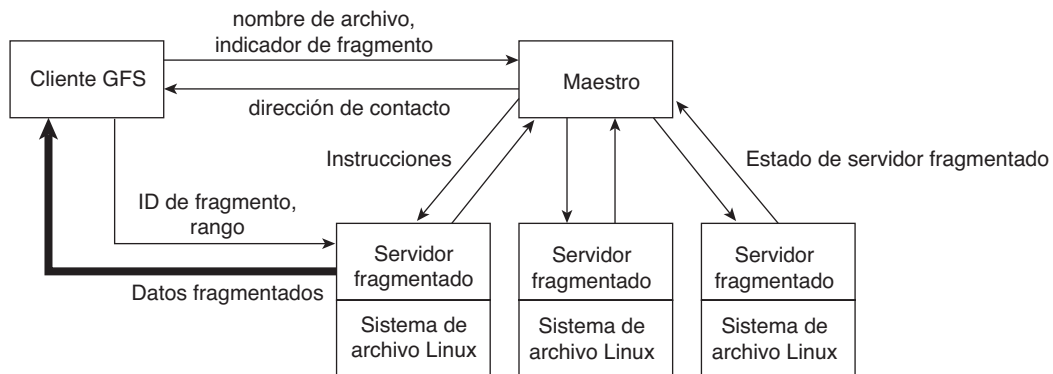 nombre de archivo,
indicador de fragmento
Cliente GFS
Maestro
dirección de contacto
Instrucciones
Estado de servidor fragmentado
ID de fragmento,
rango
Datos fragmentados
Servidor
fragmentado
Sistema de
archivo Linux
Servidor
fragmentado
Sistema de
archivo Linux
Servidor
fragmentado
Sistema de
archivo Linux